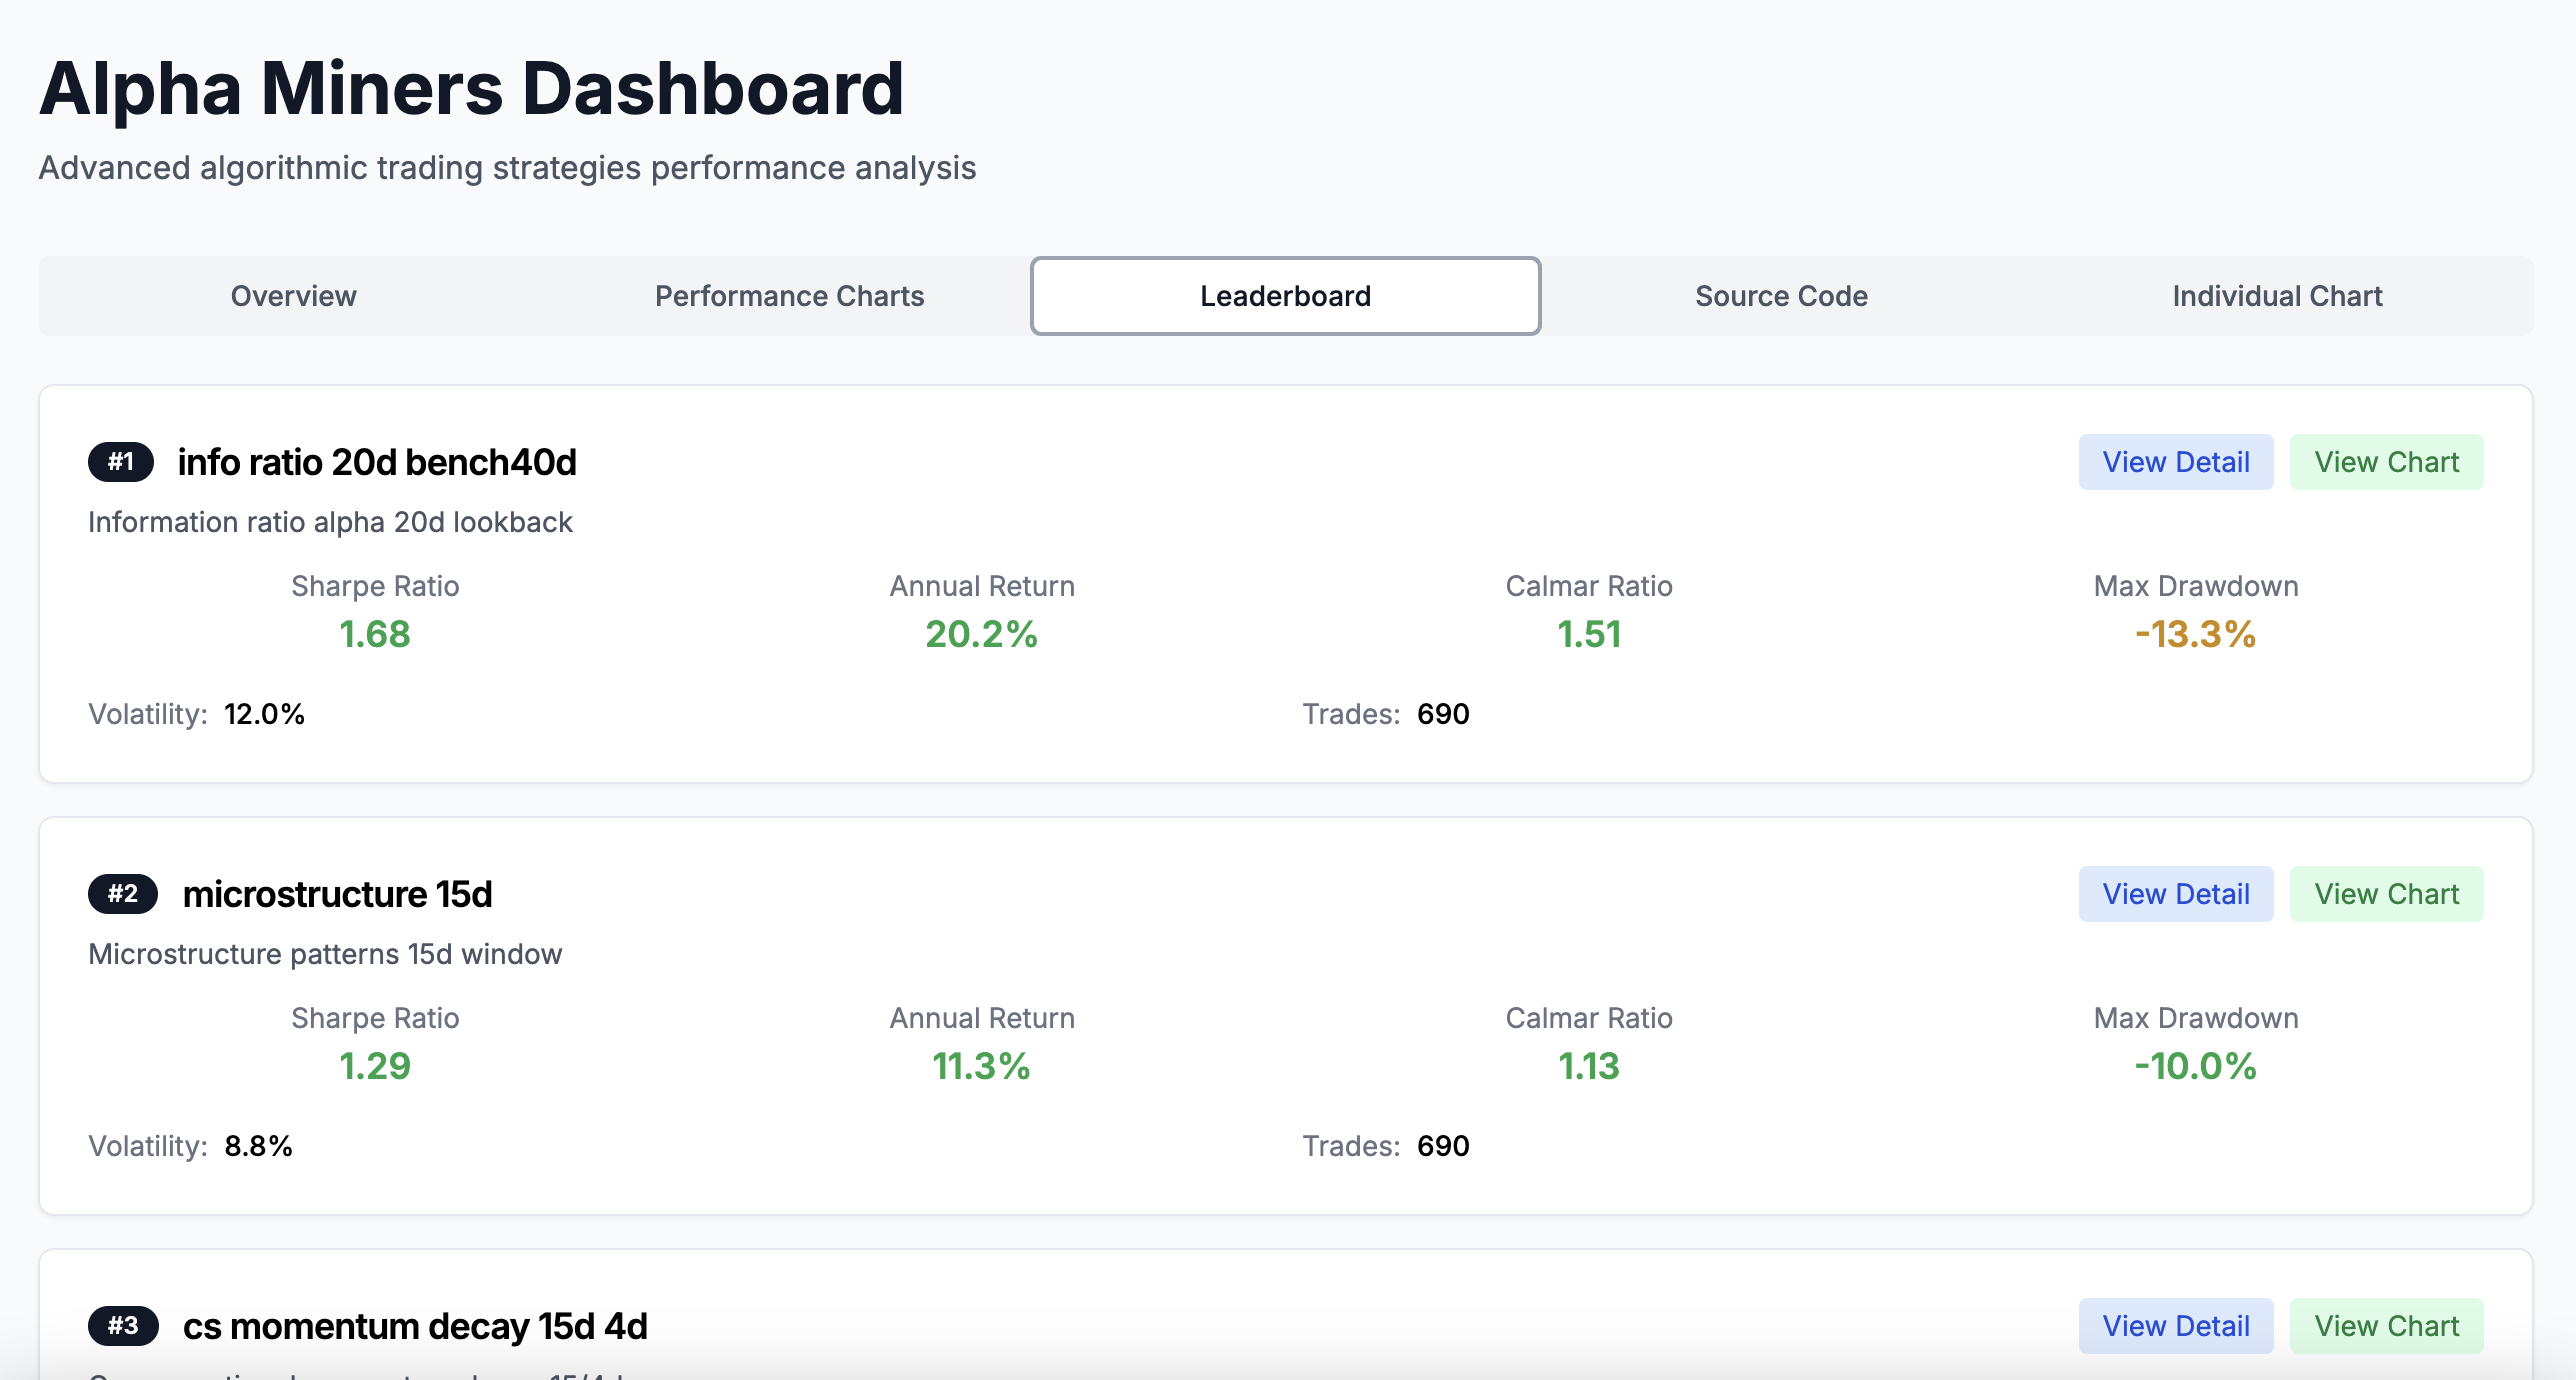 Alpha Miners Dashboard
Advanced algorithmic trading strategies performance analysis
Overview Performance Charts Leaderboard Source Code Individual Chart
#1 info ratio 20d bench40d View Detail View Chart
Information ratio alpha 20d lookback
Sharpe Ratio Annual Return Calmar Ratio Max Drawdown
1.68 20.2% 1.51 -13.3%
Volatility: 12.0% Trades: 690
#2 microstructure 15d View Detail View Chart
Microstructure patterns 15d window
Sharpe Ratio Annual Return Calmar Ratio Max Drawdown
1.29 11.3% 1.13 -10.0%
Volatility: 8.8% Trades: 690
#3 cs momentum decay 15d 4d View Detail View Chart